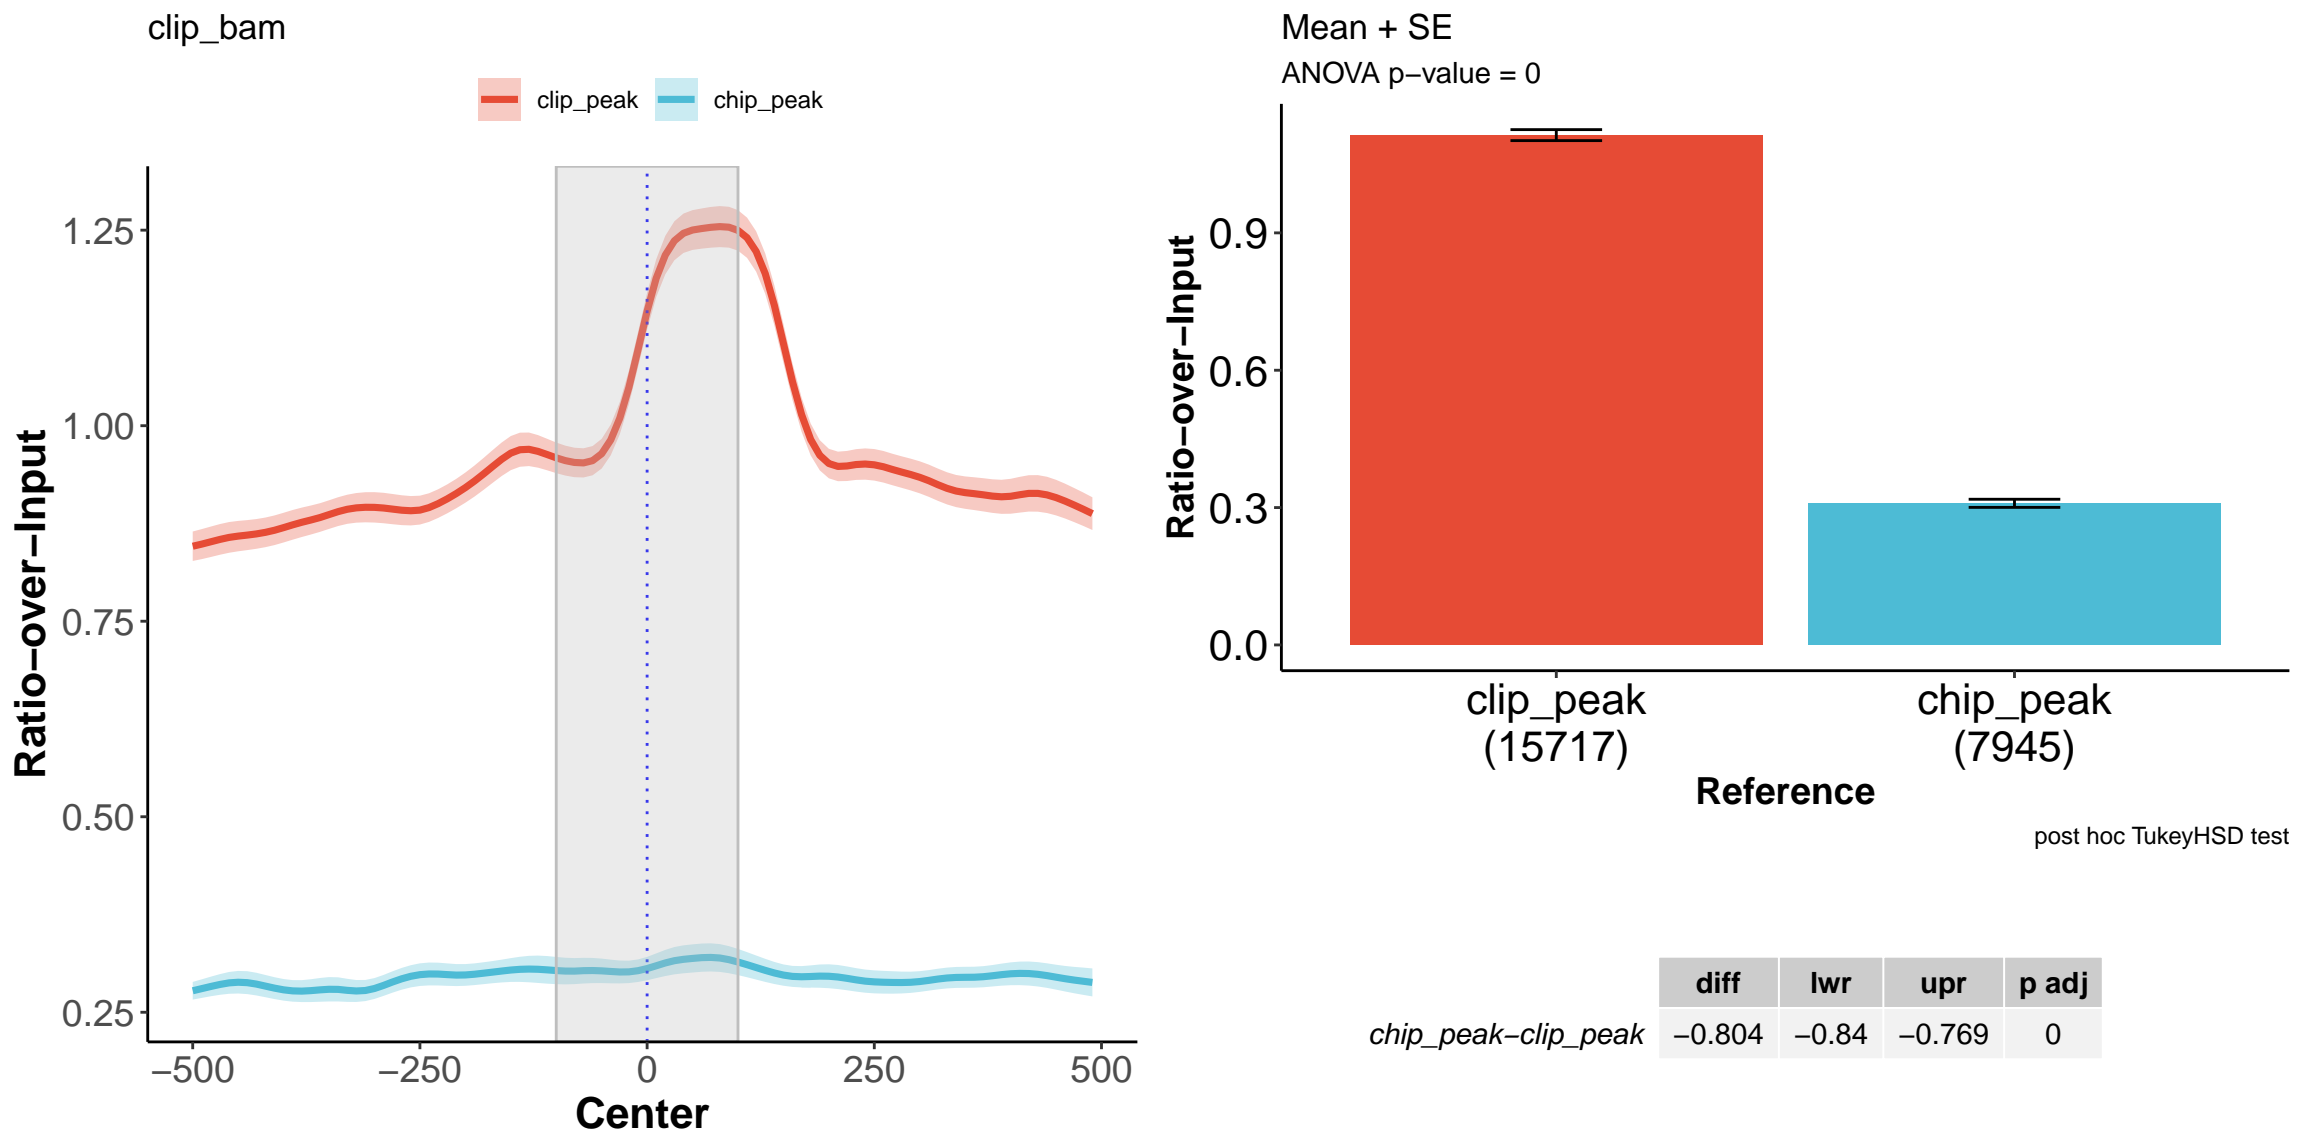 clip_bam
clip_peak
chip_peak
Ratio−over−Input
1.25
1.00
0.75
0.50
0.25
−500
−250
0
250
500
Center
Mean + SE
ANOVA p−value = 0
Ratio−over−Input
0.9
0.6
0.3
0.0
clip_peak
(15717)
chip_peak
(7945)
Reference
post hoc TukeyHSD test
diff lwr upr p adj
chip_peak−clip_peak −0.804 −0.84 −0.769 0